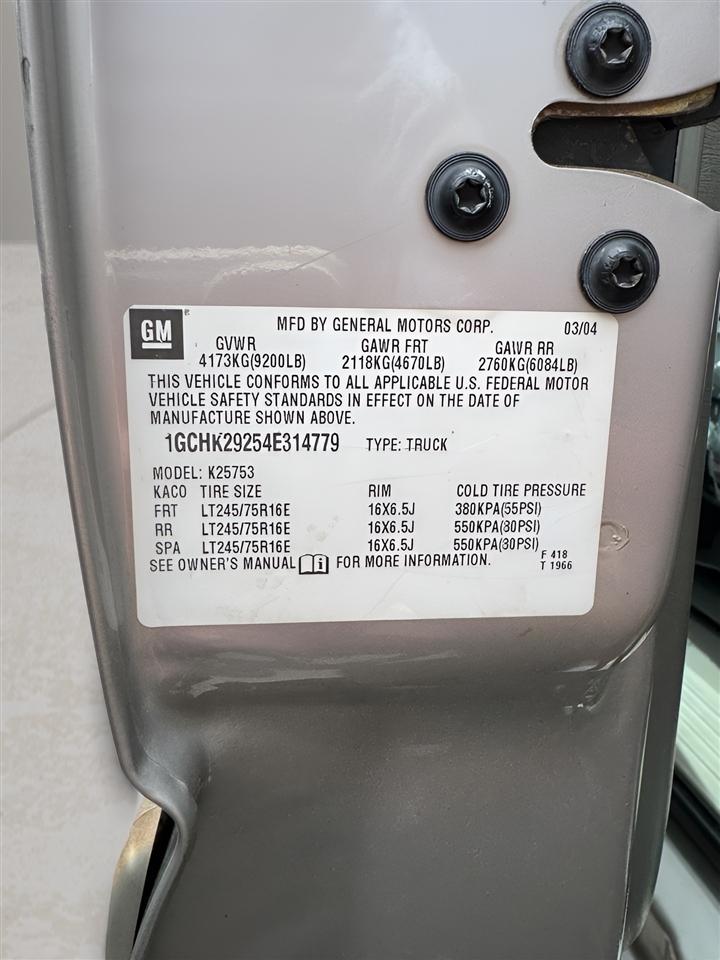 GM
MFD BY GENERAL MOTORS CORP. 03/04
GVWR GAWR FRT GAWR RR
4173KG(9200LB) 2118KG(4670LB) 2760KG(6084LB)
THIS VEHICLE CONFORMS TO ALL APPLICABLE U.S. FEDERAL MOTOR
VEHICLE SAFETY STANDARDS IN EFFECT ON THE DATE OF
MANUFACTURE SHOWN ABOVE.
1GCHK29254E314779 TYPE: TRUCK
MODEL: K25753
KACO TIRE SIZE RIM COLD TIRE PRESSURE
FRT LT245/75R16E 16X6.5J 380KPA(55PSI)
RR LT245/75R16E 16X6.5J 550KPA(30PSI)
SPA LT245/75R16E 16X6.5J 550KPA(30PSI)
SEE OWNER'S MANUAL FOR MORE INFORMATION.
F 418
T 1966